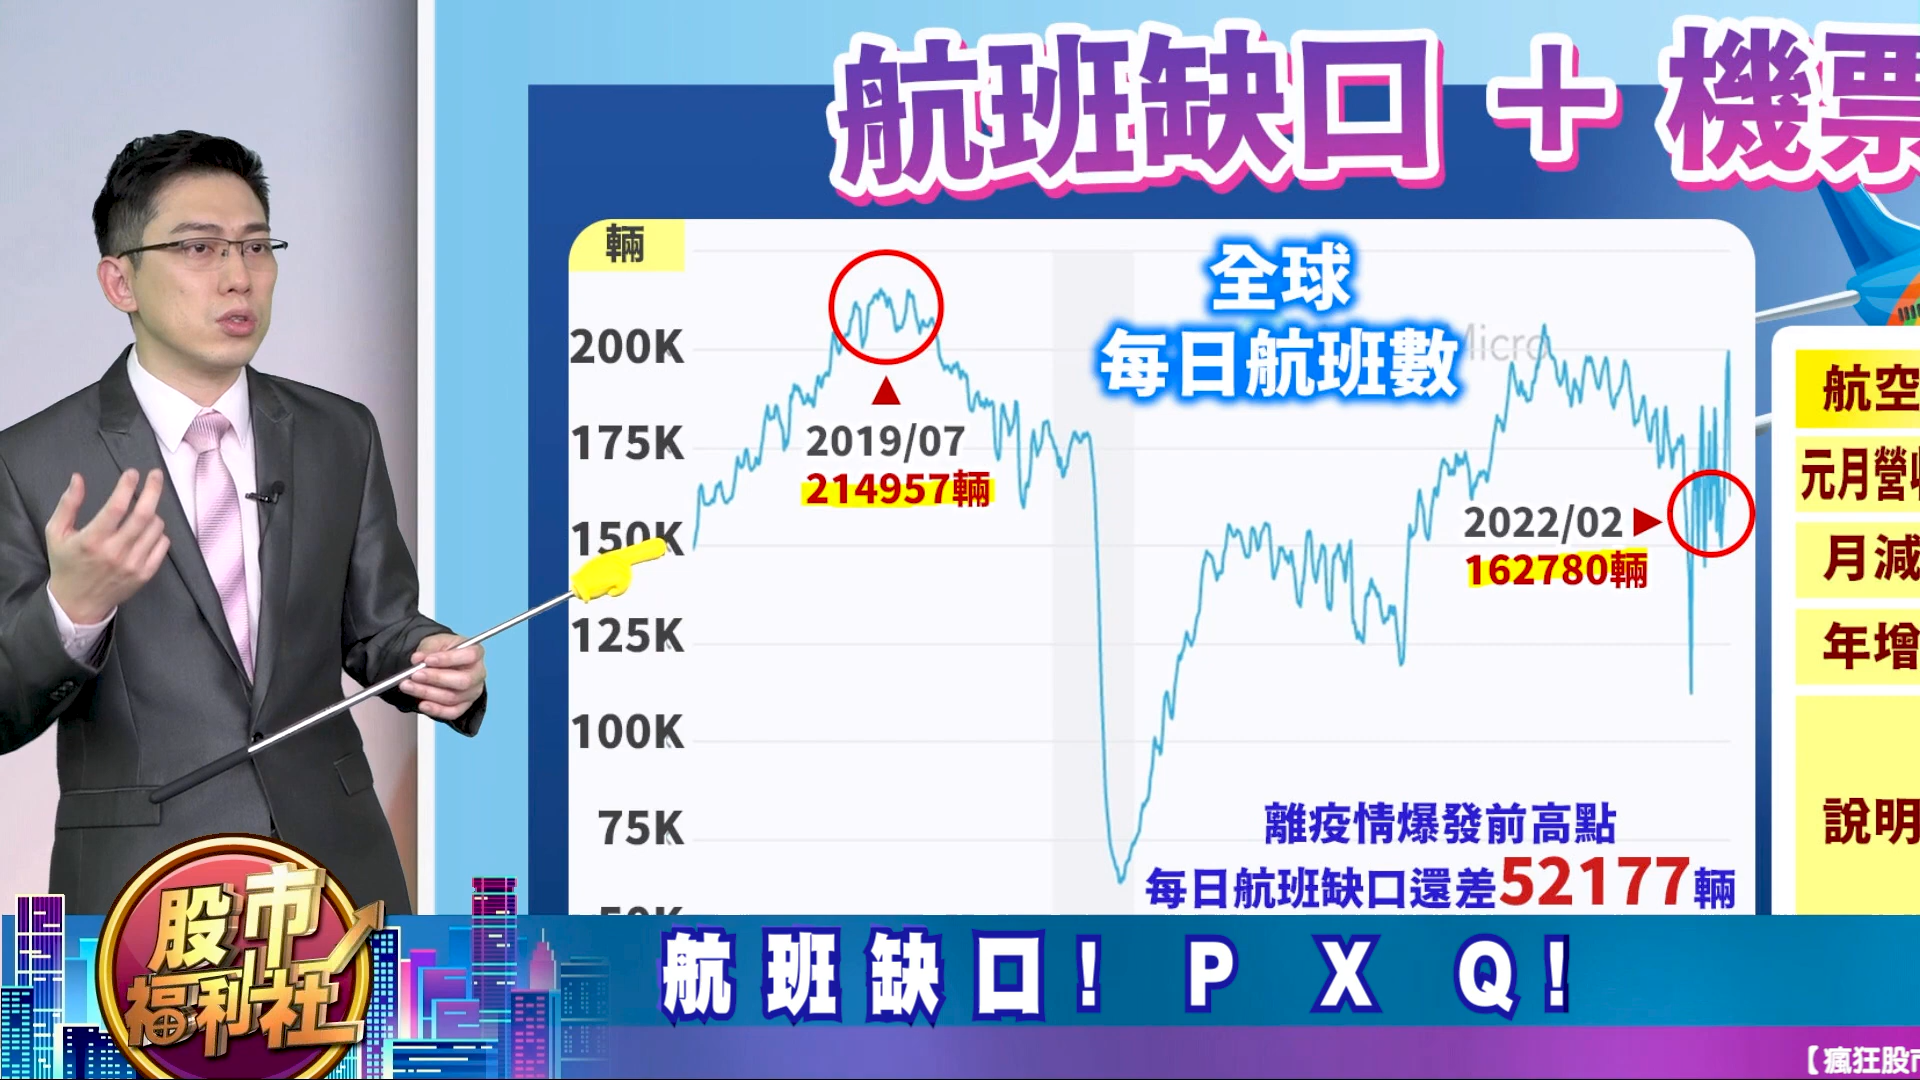 航班缺口＋機票
輛
全球
每日航班數
Micro
200K
175K
150K
125K
100K
75K
2019/07
214957輛
2022/02
162780輛
離疫情爆發前高點
每日航班缺口還差52177輛
航空
元月營收
月減
年增
說明
股市
福利社
航班缺口！ P X Q！
【瘋狂股市